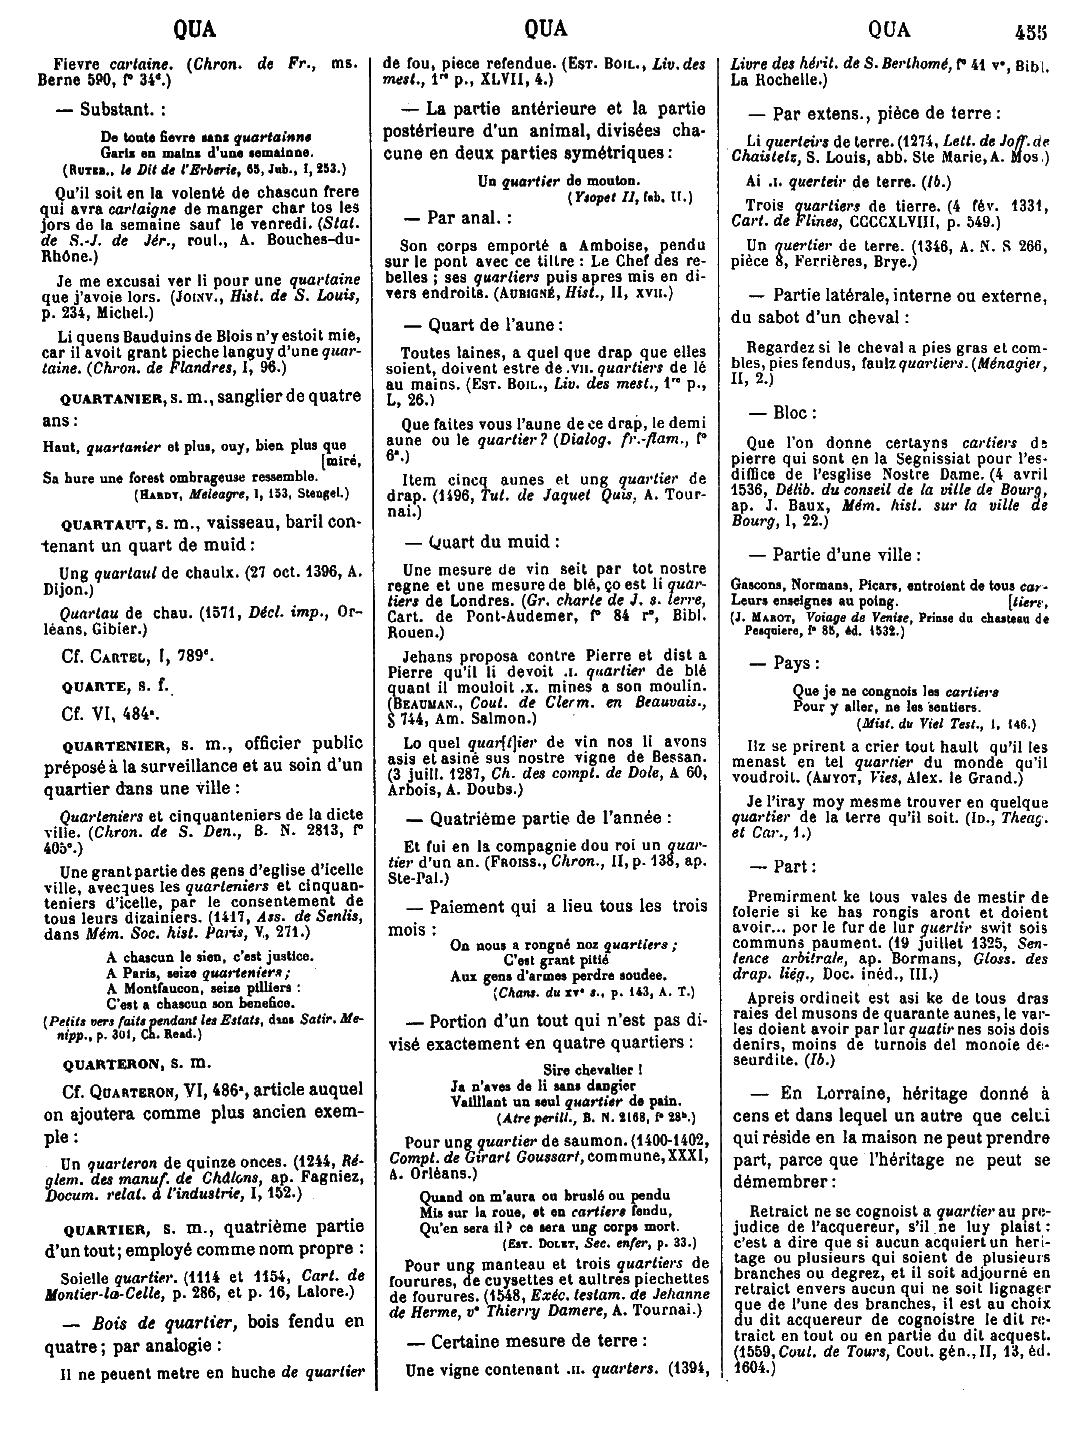 QUA
QUA
QUA
455
Fievre cartaine. (Chron. de Fr., ms.
Berne 590, f° 34ᵉ.)
— Substant. :
De toute fievre sans quartainne
Garis en mains d'une semainne.
(RUTEB., le Dit de l'Erberie, 65, Jub., I, 253.)
Qu'il soit en la volenté de chascun frere
qui avra cartaigne de manger char tos les
jors de la semaine sauf le venredi. (Stat.
de S.-J. de Jér., roul., A. Bouches-du-
Rhône.)
Je me excusai ver li pour une quartaine
que j'avoie lors. (JOINV., Hist. de S. Louis,
p. 234, Michel.)
Li quens Bauduins de Blois n'y estoit mie,
car il avoit grant pieche languy d'une quar-
taine. (Chron. de Flandres, I, 96.)
QUARTANIER, s. m., sanglier de quatre
ans :
Haut, quartanier et plus, ouy, bien plus que
[miré,
Sa hure une forest ombrageuse ressemble.
(HARDY, Meleagre, I, 153, Stengel.)
QUARTAUT, s. m., vaisseau, baril con-
tenant un quart de muid :
Ung quartaul de chaulx. (27 oct. 1396, A.
Dijon.)
Quartau de chau. (1571, Décl. imp., Or-
léans, Gibier.)
Cf. CARTEL, I, 789ᶜ.
QUARTE, s. f.
Cf. VI, 484ᵃ.
QUARTENIER, s. m., officier public
préposé à la surveillance et au soin d'un
quartier dans une ville :
Quarteniers et cinquanteniers de la dicte
ville. (Chron. de S. Den., B. N. 2813, f°
405ᵉ.)
Une grant partie des gens d'eglise d'icelle
ville, avecques les quarteniers et cinquan-
teniers d'icelle, par le consentement de
tous leurs dizainiers. (1417, Ass. de Senlis,
dans Mém. Soc. hist. Paris, V, 271.)
A chascun le sien, c'est justice.
A Paris, seize quarteniers ;
A Montfaucon, seize pilliers :
C'est a chascun son benefice.
(Petits vers faits pendant les Estats, dans Satir. Me-
nipp., p. 301, Ch. Read.)
QUARTERON, s. m.
Cf. QUARTERON, VI, 486ᵃ, article auquel
on ajoutera comme plus ancien exem-
ple :
Un quarteron de quinze onces. (1244, Ré-
glem. des manuf. de Châlons, ap. Fagniez,
Docum. relat. à l'industrie, I, 152.)
QUARTIER, s. m., quatrième partie
d'un tout ; employé comme nom propre :
Soielle quartier. (1114 et 1154, Cart. de
Montier-la-Celle, p. 286, et p. 16, Lalore.)
— Bois de quartier, bois fendu en
quatre ; par analogie :
Il ne peuent metre en huche de quartier
de fou, piece refendue. (EST. BOIL., Liv. des
mest., 1ʳᵉ p., XLVII, 4.)
— La partie antérieure et la partie
postérieure d'un animal, divisées cha-
cune en deux parties symétriques :
Un quartier de mouton.
(Ysopet II, fab. II.)
— Par anal. :
Son corps emporté a Amboise, pendu
sur le pont avec ce tiltre : Le Chef des re-
belles ; ses quartiers puis apres mis en di-
vers endroits. (AUBIGNÉ, Hist., II, XVII.)
— Quart de l'aune :
Toutes laines, a quel que drap que elles
soient, doivent estre de .VII. quartiers de lé
au mains. (EST. BOIL., Liv. des mest., 1ʳᵉ p.,
L, 26.)
Que faites vous l'aune de ce drap, le demi
aune ou le quartier ? (Dialog. fr.-flam., f°
6ᵃ.)
Item cincq aunes et ung quartier de
drap. (1496, Tut. de Jaquet Quis, A. Tour-
nai.)
— Quart du muid :
Une mesure de vin seit par tot nostre
regne et une mesure de blé, ço est li quar-
tiers de Londres. (Gr. charte de J. s. terre,
Cart. de Pont-Audemer, f° 84 r°, Bibl.
Rouen.)
Jehans proposa contre Pierre et dist a
Pierre qu'il li devoit .I. quartier de blé
quant il mouloit .X. mines a son moulin.
(BEAUMAN., Cout. de Clerm. en Beauvais.,
§ 744, Am. Salmon.)
Lo quel quar[t]ier de vin nos li avons
asis et asiné sus nostre vigne de Bessan.
(3 juill. 1287, Ch. des compt. de Dole, A 60,
Arbois, A. Doubs.)
— Quatrième partie de l'année :
Et fui en la compagnie dou roi un quar-
tier d'un an. (FROISS., Chron., II, p. 138, ap.
Ste-Pal.)
— Paiement qui a lieu tous les trois
mois :
On nous a rongné noz quartiers ;
C'est grant pitié
Aux gens d'armes perdre soudee.
(Chans. du XVᵉ s., p. 143, A. T.)
— Portion d'un tout qui n'est pas di-
visé exactement en quatre quartiers :
Sire chevalier !
Ja n'aves de li sans dangier
Vailllant un seul quartier de pain.
(Atre perill., B. N. 2168, f° 28ᵇ.)
Pour ung quartier de saumon. (1400-1402,
Compt. de Girart Goussart, commune, XXXI,
A. Orléans.)
Quand on m'aura ou bruslé ou pendu
Mis sur la roue, et en cartiers fendu,
Qu'en sera il ? ce sera ung corps mort.
(EST. DOLET, Sec. enfer, p. 33.)
Pour ung manteau et trois quartiers de
fourures, de cuysettes et aultres piechettes
de fourures. (1548, Exéc. testam. de Jehanne
de Herme, v° Thierry Damere, A. Tournai.)
— Certaine mesure de terre :
Une vigne contenant .II. quarters. (1394,
Livre des hérit. de S. Berthomé, f° 41 v°, Bibl.
La Rochelle.)
— Par extens., pièce de terre :
Li querteirs de terre. (1274, Lett. de Joff. de
Chaistelz, S. Louis, abb. Ste Marie, A. Mos.)
Ai .I. querteir de terre. (Ib.)
Trois quartiers de tierre. (4 fév. 1331,
Cart. de Flines, CCCCXLVIII, p. 549.)
Un quertier de terre. (1346, A. N. S 266,
pièce 8, Ferrières, Brye.)
— Partie latérale, interne ou externe,
du sabot d'un cheval :
Regardez si le cheval a pies gras et com-
bles, pies fendus, faulz quartiers. (Ménagier,
II, 2.)
— Bloc :
Que l'on donne certayns cartiers de
pierre qui sont en la Segnissiat pour l'es-
diffice de l'esglise Nostre Dame. (4 avril
1536, Délib. du conseil de la ville de Bourg,
ap. J. Baux, Mém. hist. sur la ville de
Bourg, I, 22.)
— Partie d'une ville :
Gascons, Normans, Picars, entroient de tous car-
Leurs enseignes au poing. [tiers,
(J. MAROT, Voiage de Venise, Prinse du chasteau de
Pesquiere, f° 85, éd. 1532.)
— Pays :
Que je ne congnois les cartiers
Pour y aller, ne les sentiers.
(Mist. du Viel Test., I, 146.)
Ilz se prirent a crier tout hault qu'il les
menast en tel quartier du monde qu'il
voudroit. (AMYOT, Vies, Alex. le Grand.)
Je l'iray moy mesme trouver en quelque
quartier de la terre qu'il soit. (ID., Theag.
et Car., 1.)
— Part :
Premirment ke tous vales de mestir de
folerie si ke has rongis aront et doient
avoir... por le fur de lur quertir swit sois
communs paument. (19 juillet 1325, Sen-
tence arbitrale, ap. Bormans, Gloss. des
drap. liég., Doc. inéd., III.)
Apreis ordineit est asi ke de tous dras
raies del musons de quarante aunes, le var-
les doient avoir par lur quatir nes sois dois
denirs, moins de turnois del monoie de-
seurdite. (Ib.)
— En Lorraine, héritage donné à
cens et dans lequel un autre que celui
qui réside en la maison ne peut prendre
part, parce que l'héritage ne peut se
démembrer :
Retraict ne se cognoist a quartier au pre-
judice de l'acquereur, s'il ne luy plaist :
c'est a dire que si aucun acquiert un heri-
tage ou plusieurs qui soient de plusieurs
branches ou degrez, et il soit adjourné en
retraict envers aucun qui ne soit lignager
que de l'une des branches, il est au choix
du dit acquereur de cognoistre le dit re-
traict en tout ou en partie du dit acquest.
(1559, Cout. de Tours, Cout. gén., II, 13, éd.
1604.)